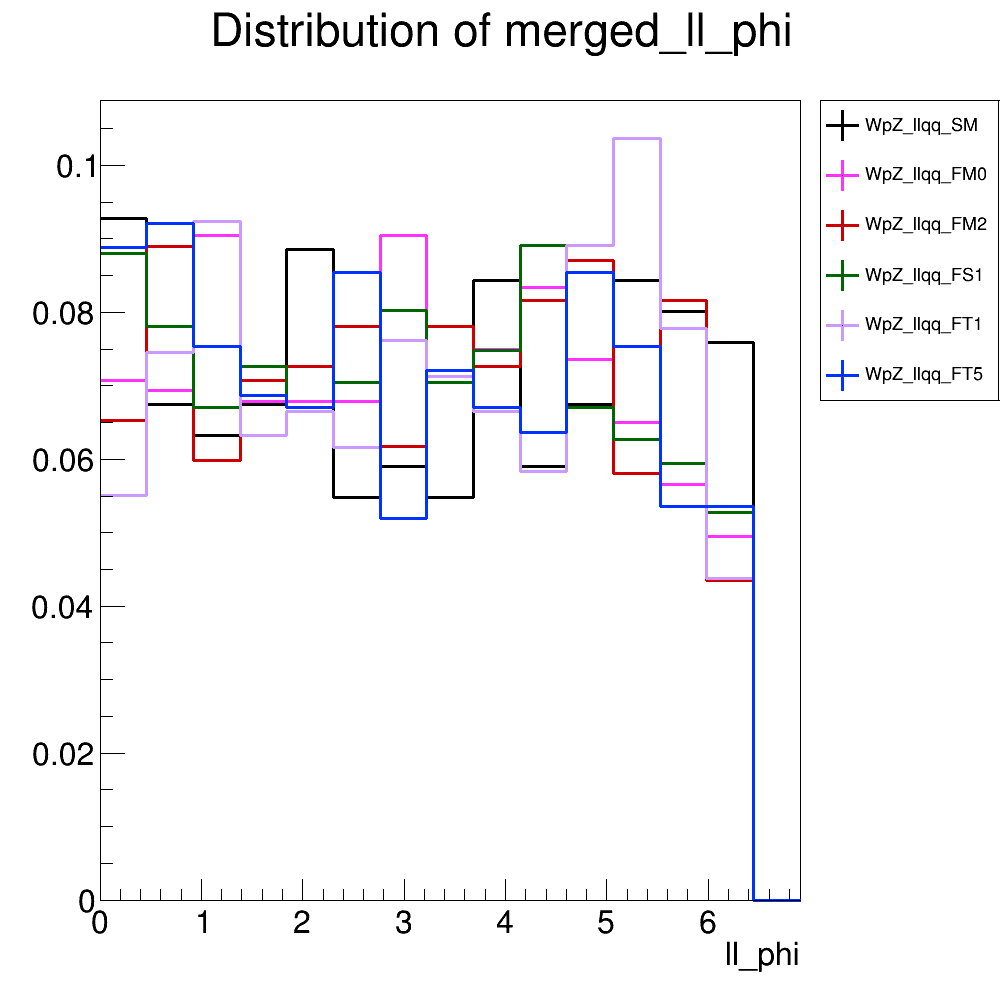 Distribution of merged_ll_phi
WpZ_llqq_SM
WpZ_llqq_FM0
WpZ_llqq_FM2
WpZ_llqq_FS1
WpZ_llqq_FT1
WpZ_llqq_FT5
0.1
0.08
0.06
0.04
0.02
0
0 1 2 3 4 5 6
ll_phi